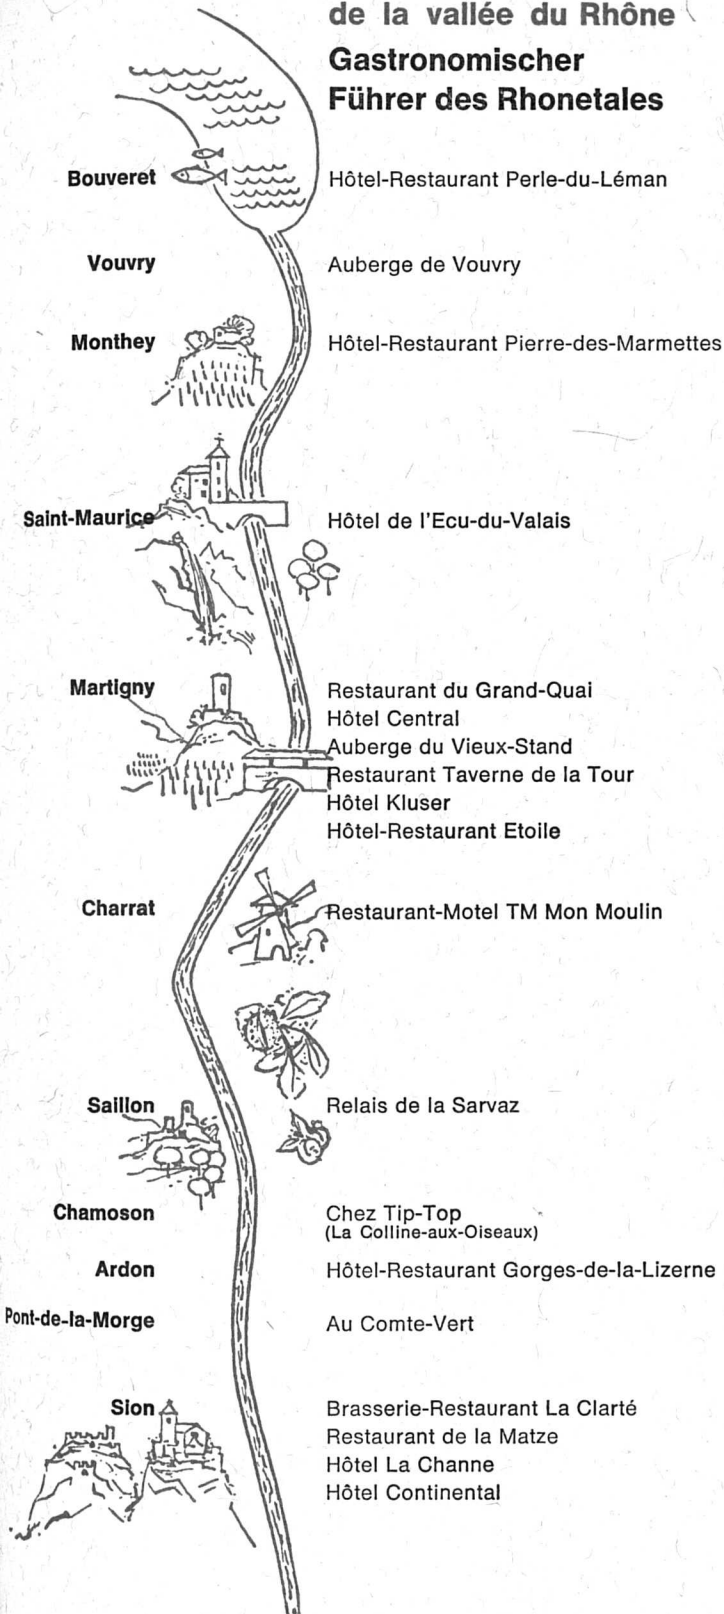 de la vallée du Rhône
Gastronomischer
Führer des Rhonetales
Bouveret Hôtel-Restaurant Perle-du-Léman
Vouvry Auberge de Vouvry
Monthey Hôtel-Restaurant Pierre-des-Marmettes
Saint-Maurice Hôtel de l'Ecu-du-Valais
Martigny Restaurant du Grand-Quai
Hôtel Central
Auberge du Vieux-Stand
Restaurant Taverne de la Tour
Hôtel Kluser
Hôtel-Restaurant Etoile
Charrat Restaurant-Motel TM Mon Moulin
Saillon Relais de la Sarvaz
Chamoson Chez Tip-Top
(La Colline-aux-Oiseaux)
Ardon Hôtel-Restaurant Gorges-de-la-Lizerne
Pont-de-la-Morge Au Comte-Vert
Sion Brasserie-Restaurant La Clarté
Restaurant de la Matze
Hôtel La Channe
Hôtel Continental